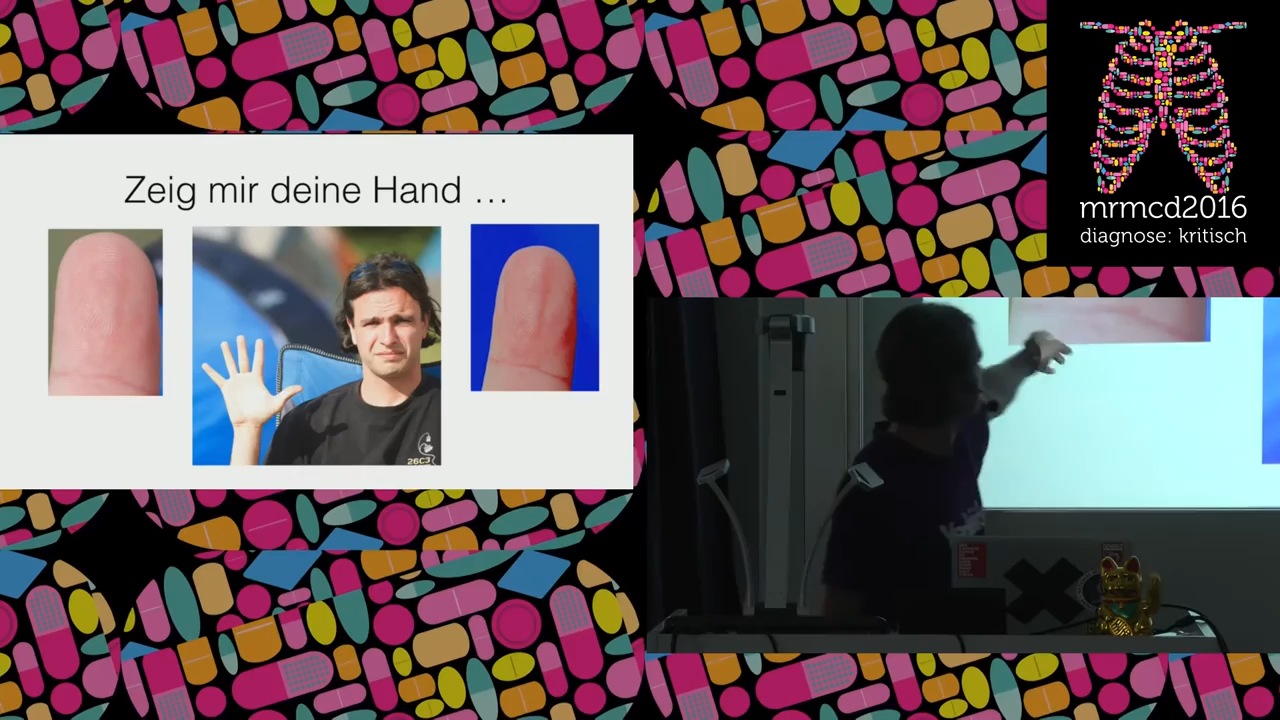 Zeig mir deine Hand …
26C3
mrmcd2016
diagnose: kritisch